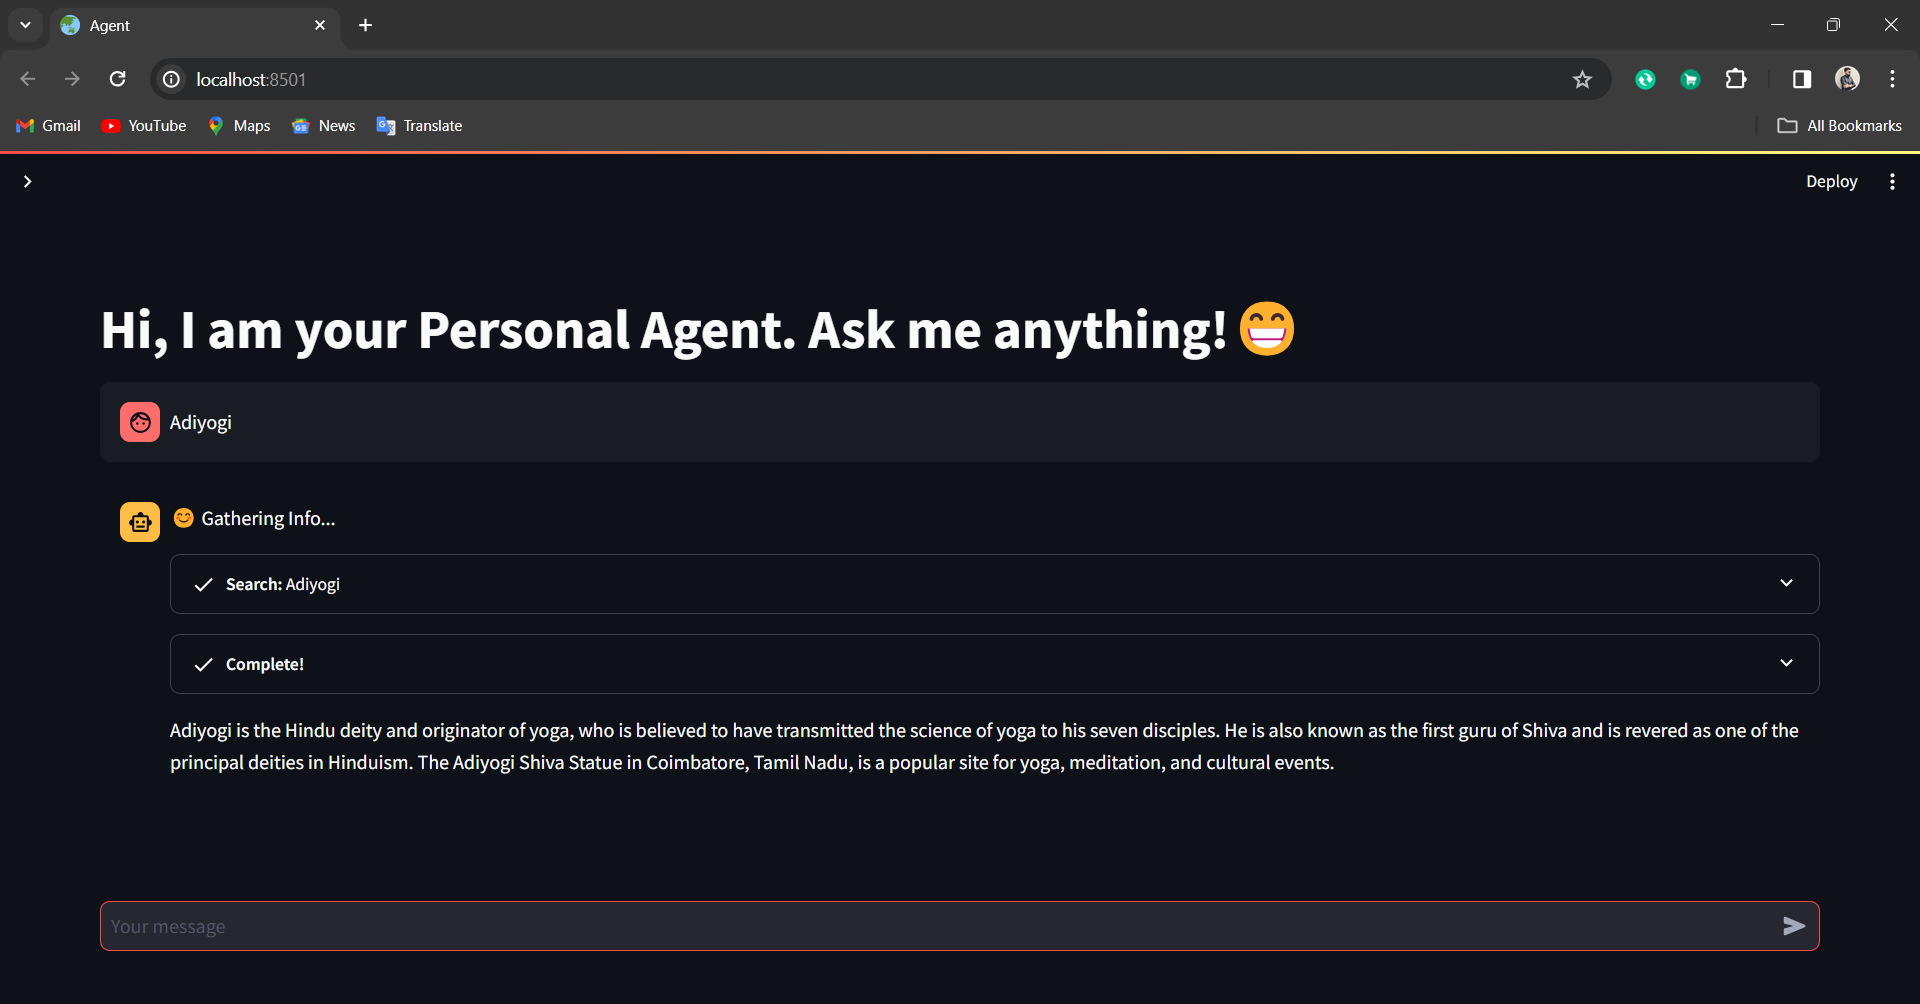 Agent
localhost:8501
Gmail YouTube Maps News Translate All Bookmarks
Deploy
Hi, I am your Personal Agent. Ask me anything! 😁
Adiyogi
😊 Gathering Info...
Search: Adiyogi
Complete!
Adiyogi is the Hindu deity and originator of yoga, who is believed to have transmitted the science of yoga to his seven disciples. He is also known as the first guru of Shiva and is revered as one of the
principal deities in Hinduism. The Adiyogi Shiva Statue in Coimbatore, Tamil Nadu, is a popular site for yoga, meditation, and cultural events.
Your message